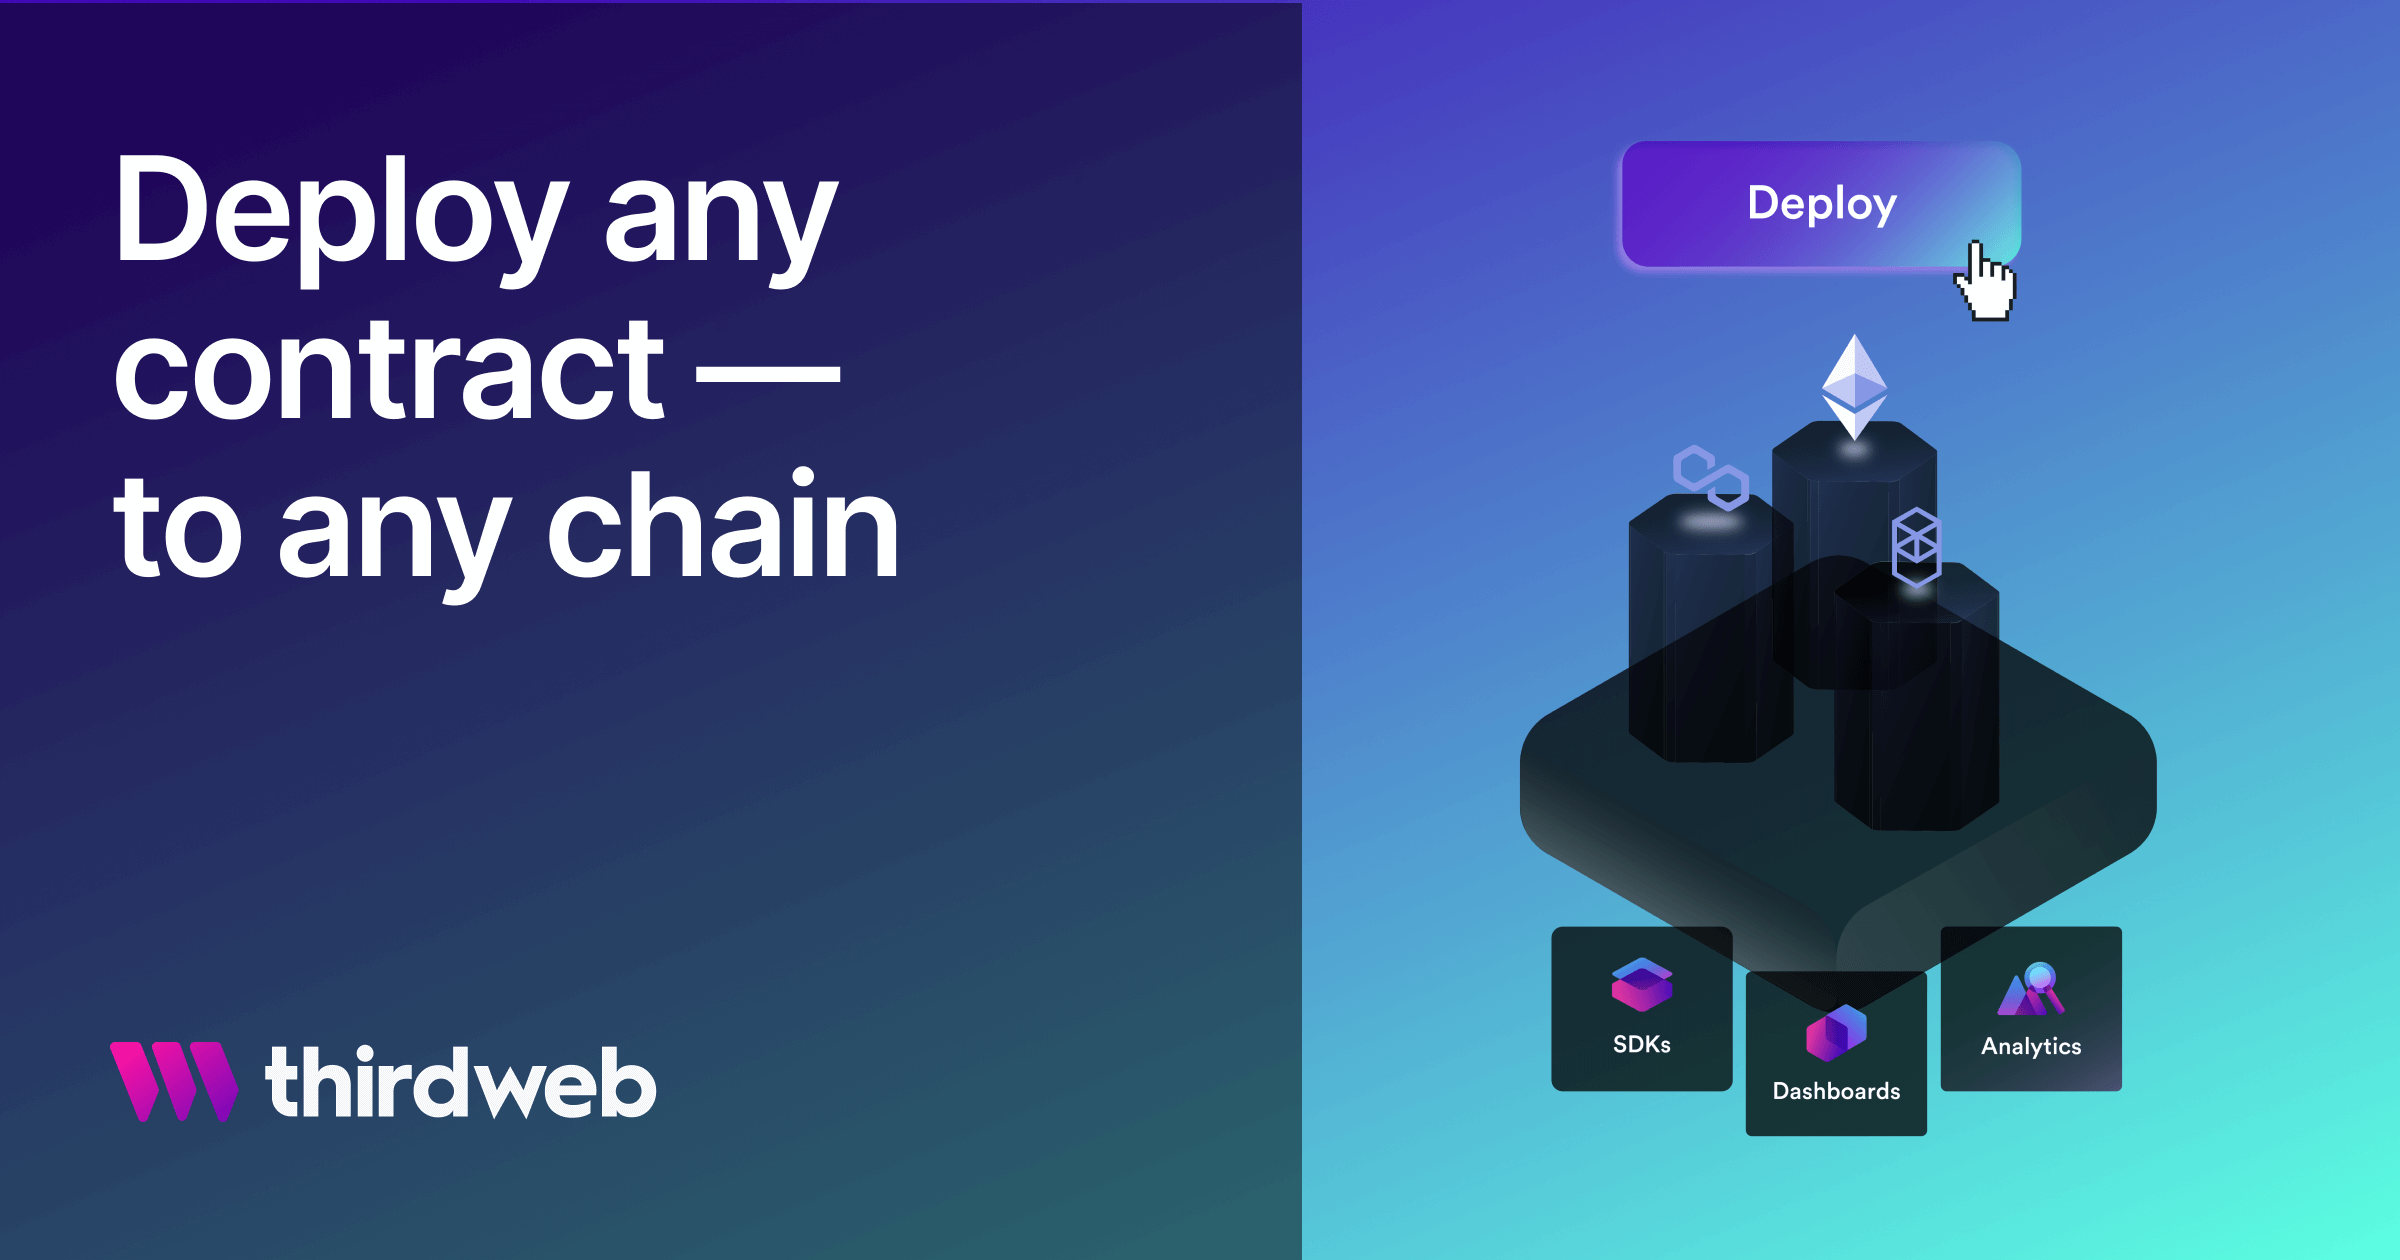 Deploy any
contract —
to any chain
thirdweb
Deploy
SDKs
Dashboards
Analytics